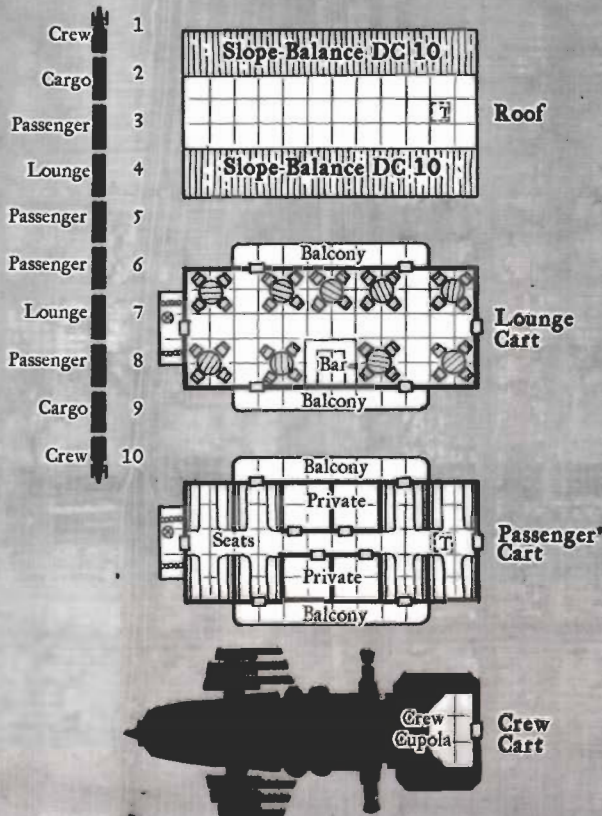 Crew 1
Cargo 2
Passenger 3
Lounge 4
Passenger 5
Passenger 6
Lounge 7
Passenger 8
Cargo 9
Crew 10
Slope-Balance DC 10
T
Slope-Balance DC 10
Roof
Balcony
Bar
Balcony
Lounge
Cart
Balcony
Private
Seats
T
Private
Balcony
Passenger
Cart
Crew
Cupola
Crew
Cart